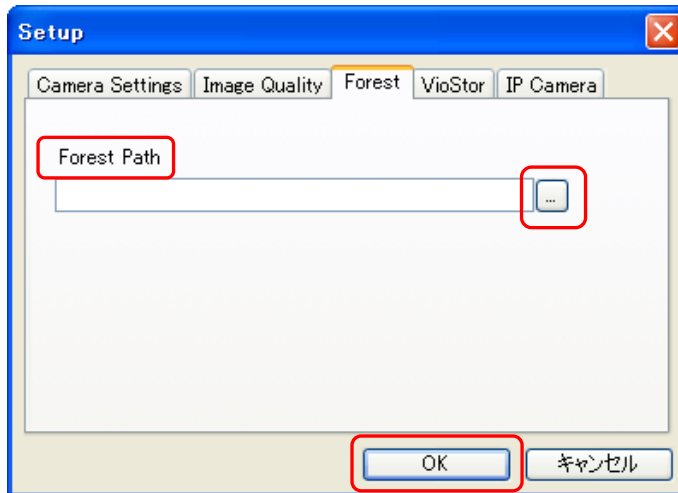 Setup
Camera Settings Image Quality Forest VioStor IP Camera
Forest Path
...
OK キャンセル